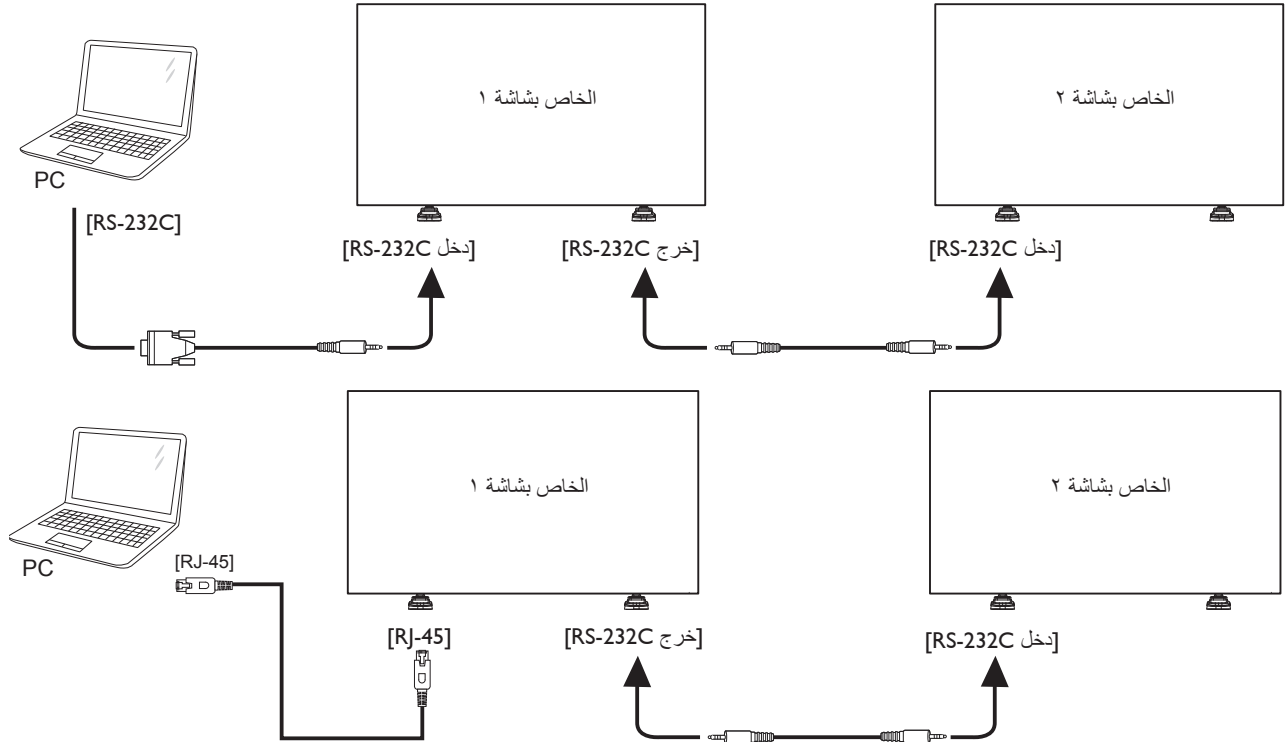 الخاص بشاشة ١
الخاص بشاشة ٢
PC
[RS-232C]
[RS-232C دخل]
[RS-232C خرج]
[RS-232C دخل]
الخاص بشاشة ١
الخاص بشاشة ٢
PC
[RJ-45]
[RJ-45]
[RS-232C خرج]
[RS-232C دخل]